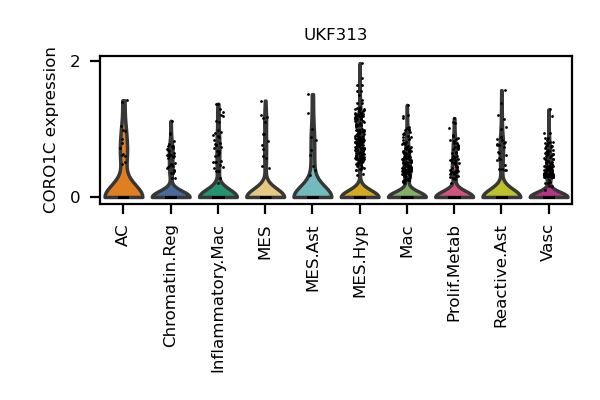 UKF313
CORO1C expression
2
0
AC
Chromatin.Reg
Inflammatory.Mac
MES
MES.Ast
MES.Hyp
Mac
Prolif.Metab
Reactive.Ast
Vasc